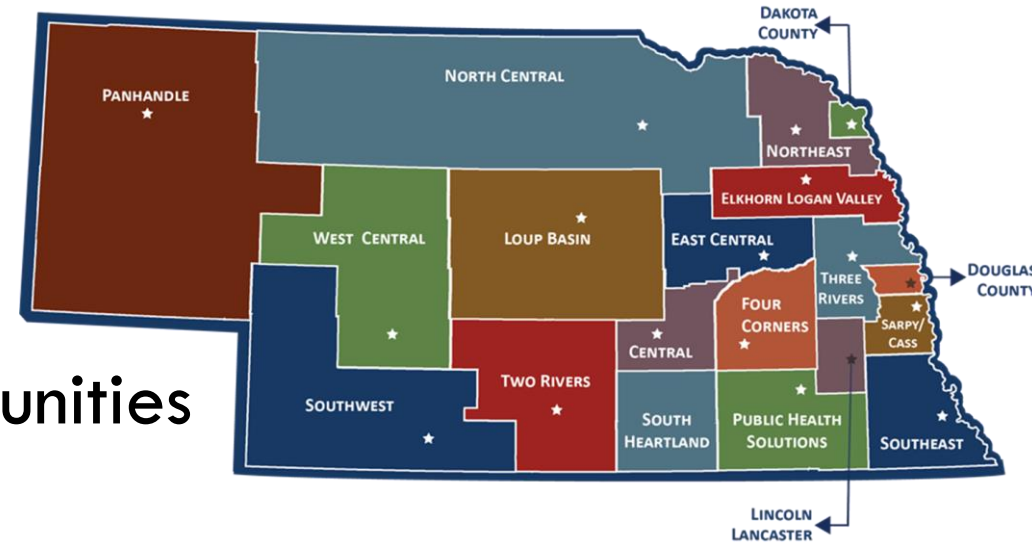 DAKOTA
COUNTY
NORTH CENTRAL
PANHANDLE
NORTHEAST
ELKHORN LOGAN VALLEY
WEST CENTRAL
LOUP BASIN
EAST CENTRAL
THREE
RIVERS
DOUGLAS
COUNTY
FOUR
CORNERS
SARPY/
CASS
CENTRAL
TWO RIVERS
unities
SOUTHWEST
SOUTH
HEARTLAND
PUBLIC HEALTH
SOLUTIONS
SOUTHEAST
LINCOLN
LANCASTER